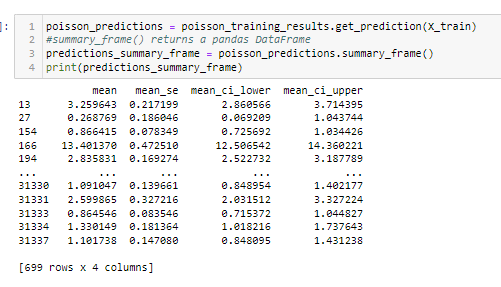 ]: 1 poisson_predictions = poisson_training_results.get_prediction(X_train)
2 #summary_frame() returns a pandas DataFrame
3 predictions_summary_frame = poisson_predictions.summary_frame()
4 print(predictions_summary_frame)
mean mean_se mean_ci_lower mean_ci_upper
13 3.259643 0.217199 2.860566 3.714395
27 0.268769 0.186046 0.069209 1.043744
154 0.866415 0.078349 0.725692 1.034426
166 13.401370 0.472510 12.506542 14.360221
194 2.835831 0.169274 2.522732 3.187789
... ... ... ... ...
31330 1.091047 0.139661 0.848954 1.402177
31331 2.599865 0.327216 2.031512 3.327224
31333 0.864546 0.083546 0.715372 1.044827
31334 1.330149 0.181364 1.018216 1.737643
31337 1.101738 0.147080 0.848095 1.431238
[699 rows x 4 columns]